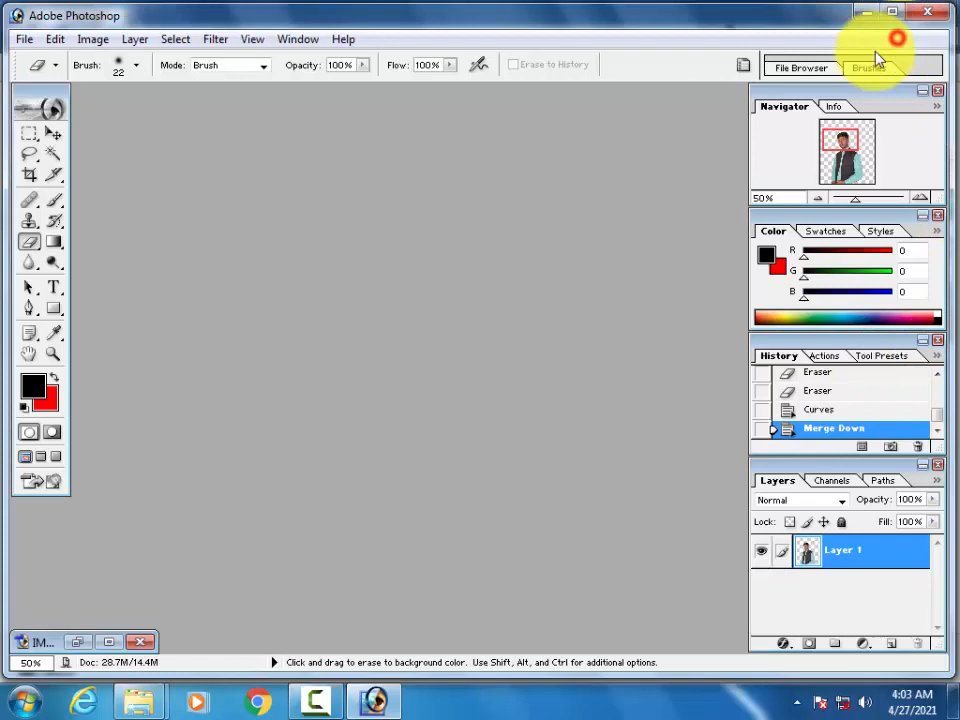 Adobe Photoshop
File Edit Image Layer Select Filter View Window Help
Brush: 22 Mode: Brush Opacity: 100% Flow: 100% Erase to History File Browser Brushes
Navigator Info
50%
Color Swatches Styles
R 0
G 0
B 0
History Actions Tool Presets
Eraser
Eraser
Curves
Merge Down
Layers Channels Paths
Normal Opacity: 100%
Lock: Fill: 100%
Layer 1
IM...
50% Doc: 28.7M/14.4M Click and drag to erase to background color. Use Shift, Alt, and Ctrl for additional options.
4:03 AM
4/27/2021